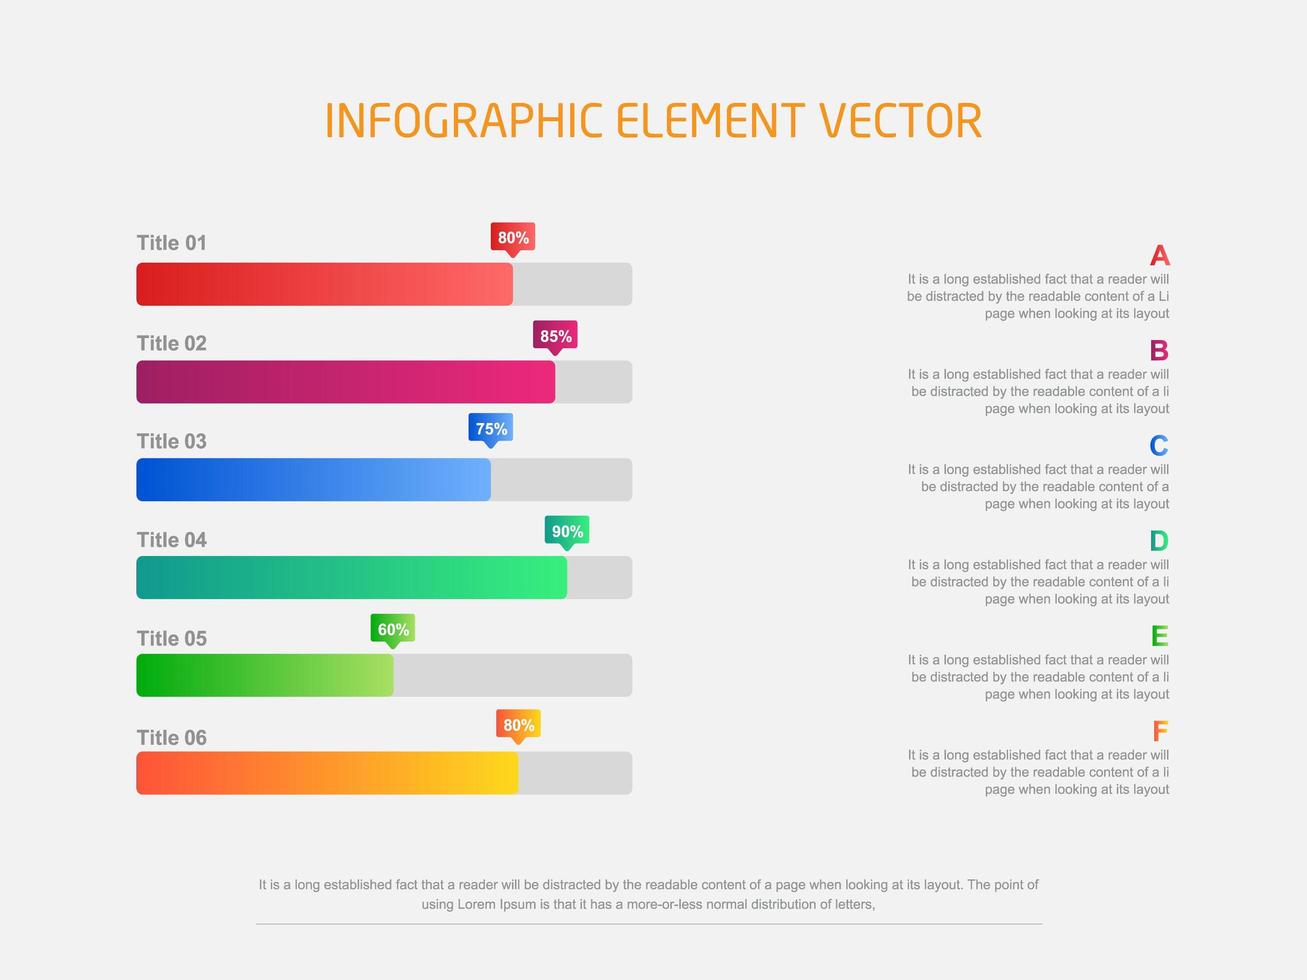 INFOGRAPHIC ELEMENT VECTOR
Title 01
80%
Title 02
85%
Title 03
75%
Title 04
90%
Title 05
60%
Title 06
80%
A
It is a long established fact that a reader will
be distracted by the readable content of a Li
page when looking at its layout
B
It is a long established fact that a reader will
be distracted by the readable content of a li
page when looking at its layout
C
It is a long established fact that a reader will
be distracted by the readable content of a
page when looking at its layout
D
It is a long established fact that a reader will
be distracted by the readable content of a li
page when looking at its layout
E
It is a long established fact that a reader will
be distracted by the readable content of a li
page when looking at its layout
F
It is a long established fact that a reader will
be distracted by the readable content of a li
page when looking at its layout
It is a long established fact that a reader will be distracted by the readable content of a page when looking at its layout. The point of
using Lorem Ipsum is that it has a more-or-less normal distribution of letters,